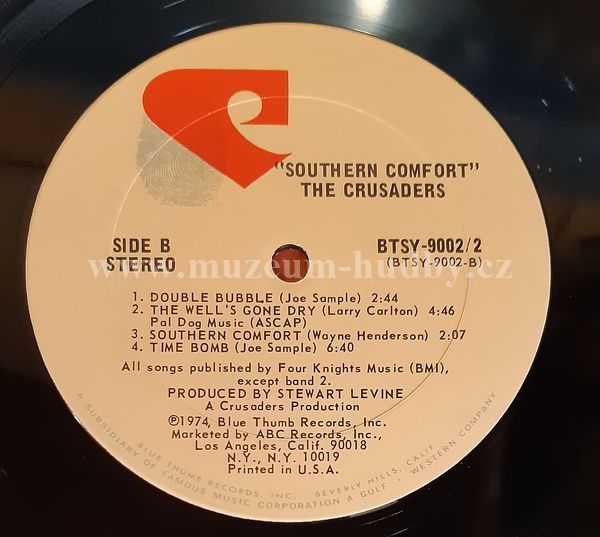 "SOUTHERN COMFORT"
THE CRUSADERS
SIDE B
STEREO
BTSY-9002/2
(BTSY-9002-B)
www.muzeum-hudby.cz
1. DOUBLE BUBBLE (Joe Sample) 2:44
2. THE WELL'S GONE DRY (Larry Carlton) 4:46
Pal Dog Music (ASCAP)
3. SOUTHERN COMFORT (Wayne Henderson) 2:07
4. TIME BOMB (Joe Sample) 6:40
All songs published by Four Knights Music (BMI),
except band 2.
PRODUCED BY STEWART LEVINE
A Crusaders Production
℗1974, Blue Thumb Records, Inc.
Marketed by ABC Records, Inc.,
Los Angeles, Calif. 90018
N.Y., N.Y. 10019
Printed in U.S.A.
BLUE THUMB RECORDS, INC. BEVERLY HILLS, CALIF.
A SUBSIDIARY OF FAMOUS MUSIC CORPORATION A GULF + WESTERN COMPANY